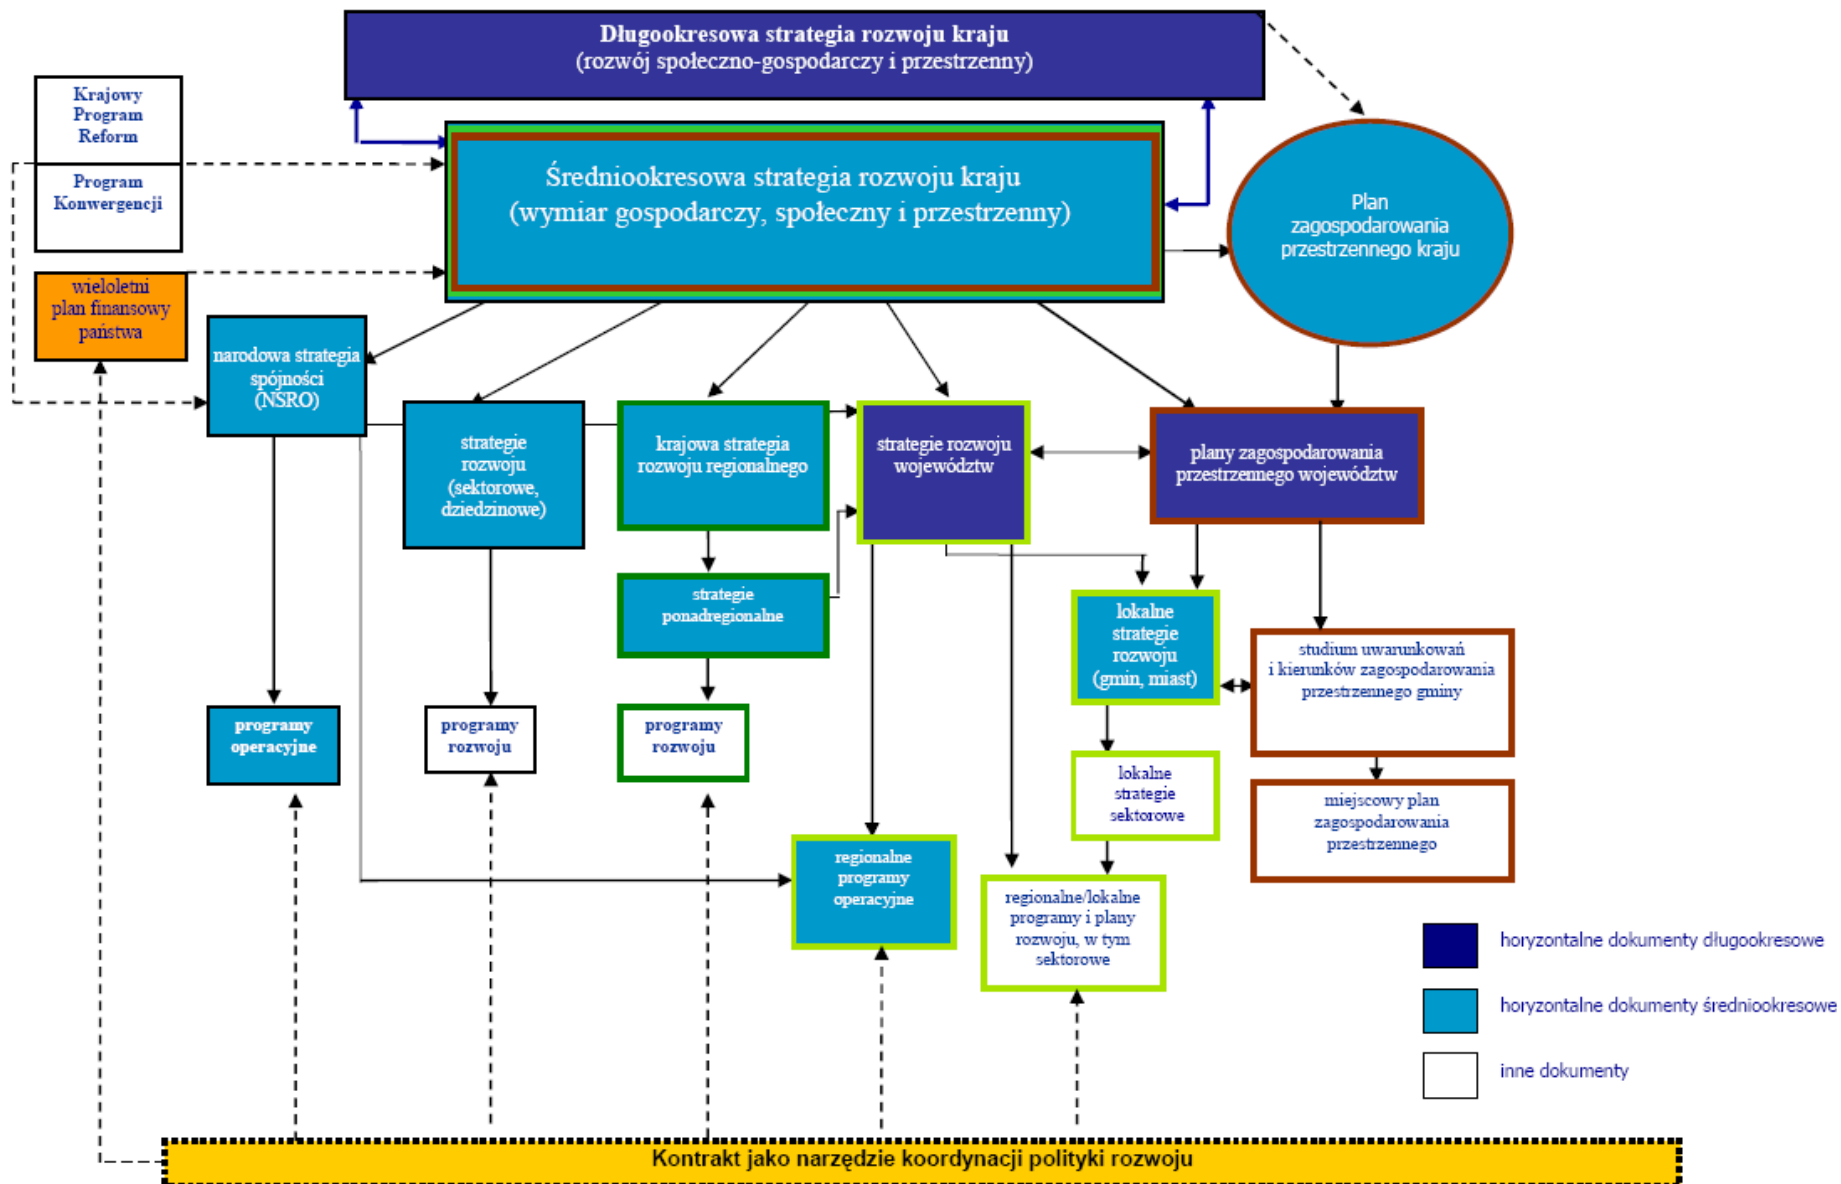 Długookresowa strategia rozwoju kraju
(rozwój społeczno-gospodarczy i przestrzenny)
Krajowy
Program
Reform
Program
Konwergencji
Średniookresowa strategia rozwoju kraju
(wymiar gospodarczy, społeczny i przestrzenny)
Plan
zagospodarowania
przestrzennego kraju
wieloletni
plan finansowy
państwa
narodowa strategia
spójności
(NSRO)
strategie
rozwoju
(sektorowe,
dziedzinowe)
krajowa strategia
rozwoju regionalnego
strategie rozwoju
województw
plany zagospodarowania
przestrzennego województw
strategie
ponadregionalne
lokalne
strategie
rozwoju
(gmin, miast)
studium uwarunkowań
i kierunków zagospodarowania
przestrzennego gminy
programy
operacyjne
programy
rozwoju
programy
rozwoju
lokalne
strategie
sektorowe
miejscowy plan
zagospodarowania
przestrzennego
regionalne
programy
operacyjne
regionalne/lokalne
programy i plany
rozwoju, w tym
sektorowe
horyzontalne dokumenty długookresowe
horyzontalne dokumenty średniookresowe
inne dokumenty
Kontrakt jako narzędzie koordynacji polityki rozwoju